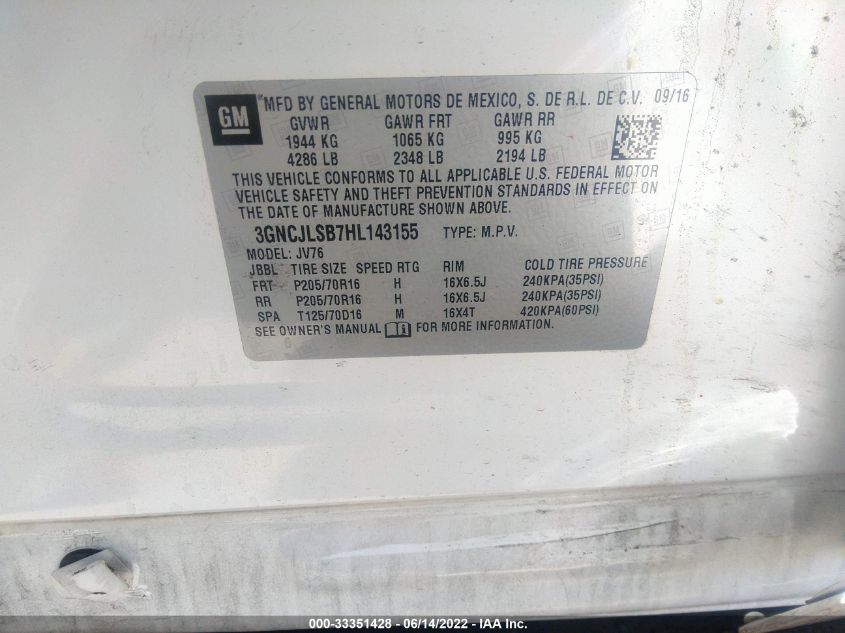 GM
MFD BY GENERAL MOTORS DE MEXICO, S. DE R.L. DE C.V. 09/16
GVWR GAWR FRT GAWR RR
1944 KG 1065 KG 995 KG
4286 LB 2348 LB 2194 LB
THIS VEHICLE CONFORMS TO ALL APPLICABLE U.S. FEDERAL MOTOR
VEHICLE SAFETY AND THEFT PREVENTION STANDARDS IN EFFECT ON
THE DATE OF MANUFACTURE SHOWN ABOVE.
3GNCJLSB7HL143155 TYPE: M.P.V.
MODEL: JV76
JBBL TIRE SIZE SPEED RTG RIM COLD TIRE PRESSURE
FRT P205/70R16 H 16X6.5J 240KPA(35PSI)
RR P205/70R16 H 16X6.5J 240KPA(35PSI)
SPA T125/70D16 M 16X4T 420KPA(60PSI)
SEE OWNER'S MANUAL FOR MORE INFORMATION.
000-33351428 - 06/14/2022 - IAA Inc.